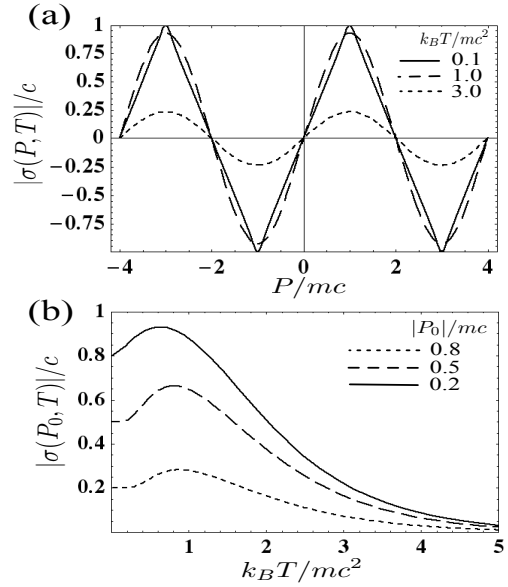 (a)
k_BT/mc²
0.1
1.0
3.0
|σ(P,T)|/c
1
0.75
0.5
0.25
0
−0.25
−0.5
−0.75
−4 −2 0 2 4
P/mc
(b)
|P₀|/mc
0.8
0.5
0.2
|σ(P₀,T)|/c
1
0.8
0.6
0.4
0.2
1 2 3 4 5
k_BT/mc²